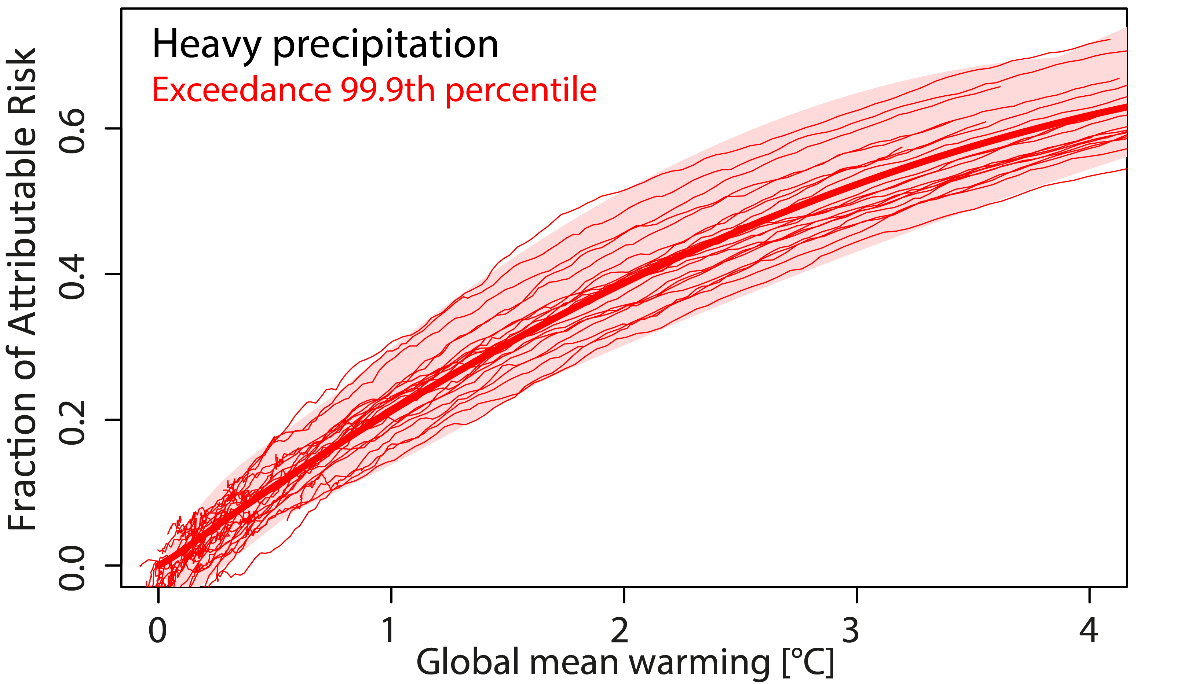 Heavy precipitation
Exceedance 99.9th percentile
Fraction of Attributable Risk
0.6
0.4
0.2
0.0
0 1 2 3 4
Global mean warming [°C]